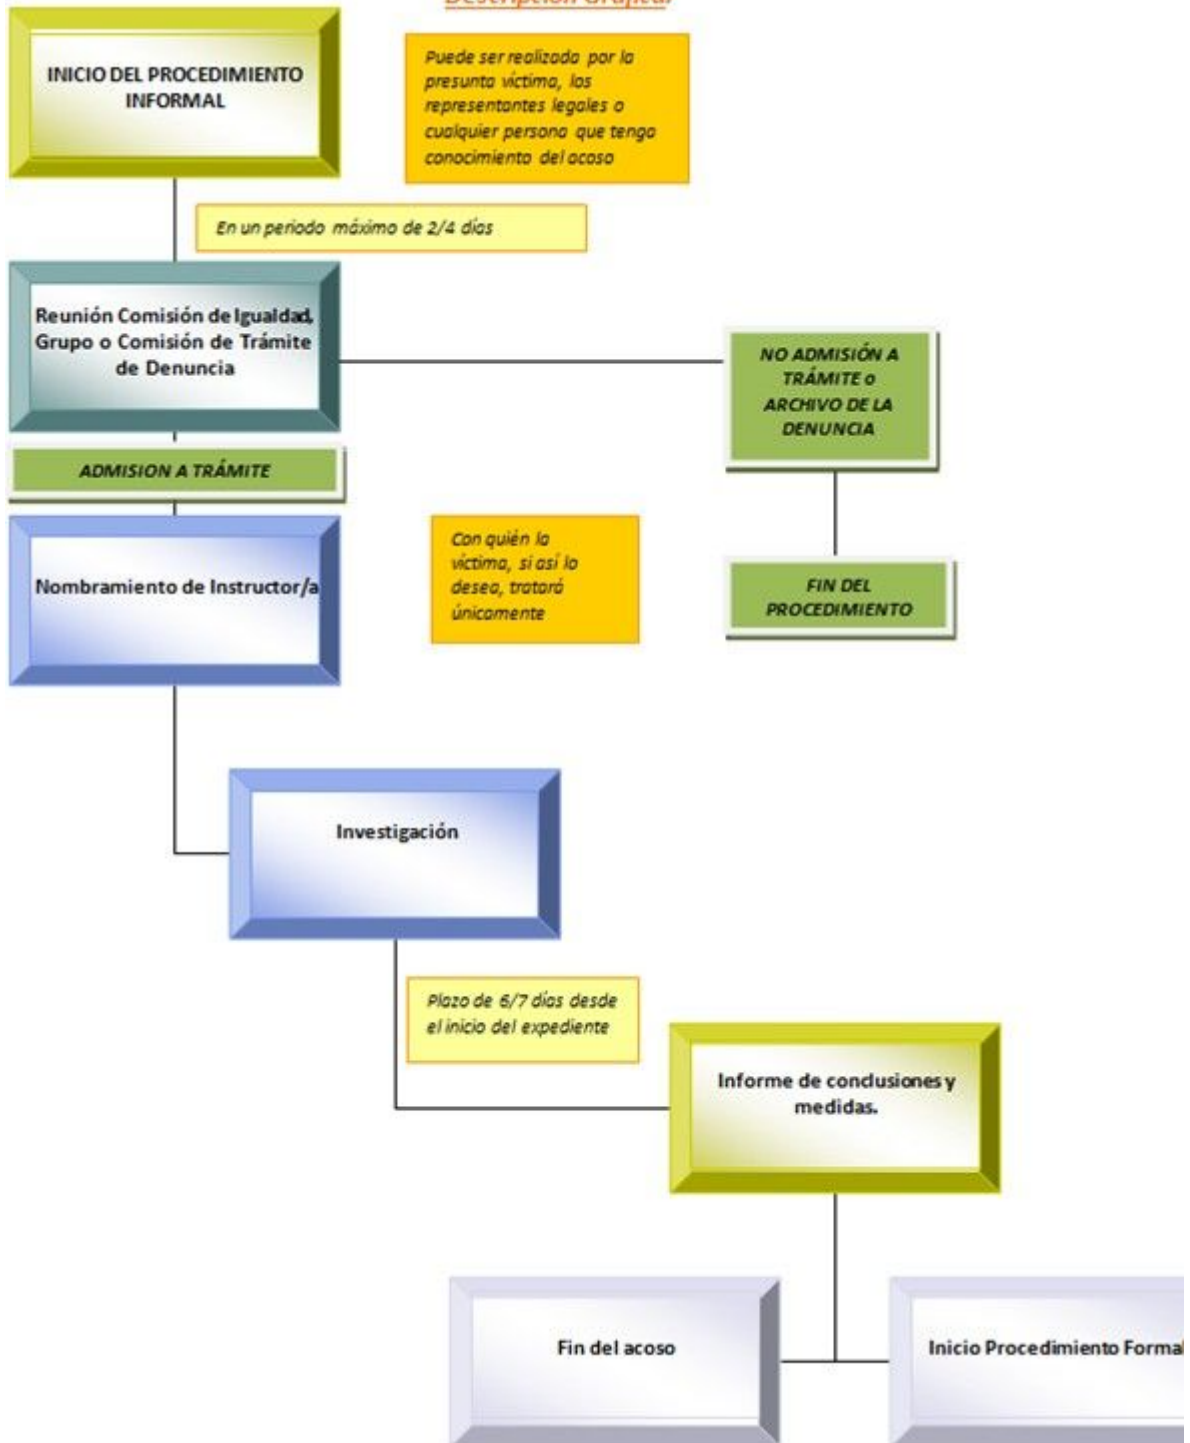 Descripción Gráfica.
INICIO DEL PROCEDIMIENTO
INFORMAL
Puede ser realizada por la
presunta víctima, los
representantes legales o
cualquier persona que tenga
conocimiento del acoso
En un periodo máximo de 2/4 días
Reunión Comisión de Igualdad,
Grupo o Comisión de Trámite
de Denuncia
NO ADMISIÓN A
TRÁMITE o
ARCHIVO DE LA
DENUNCIA
ADMISION A TRÁMITE
Nombramiento de Instructor/a
Con quién la
víctima, si así lo
desea, tratará
únicamente
FIN DEL
PROCEDIMIENTO
Investigación
Plazo de 6/7 días desde
el inicio del expediente
Informe de conclusiones y
medidas.
Fin del acoso
Inicio Procedimiento Formal